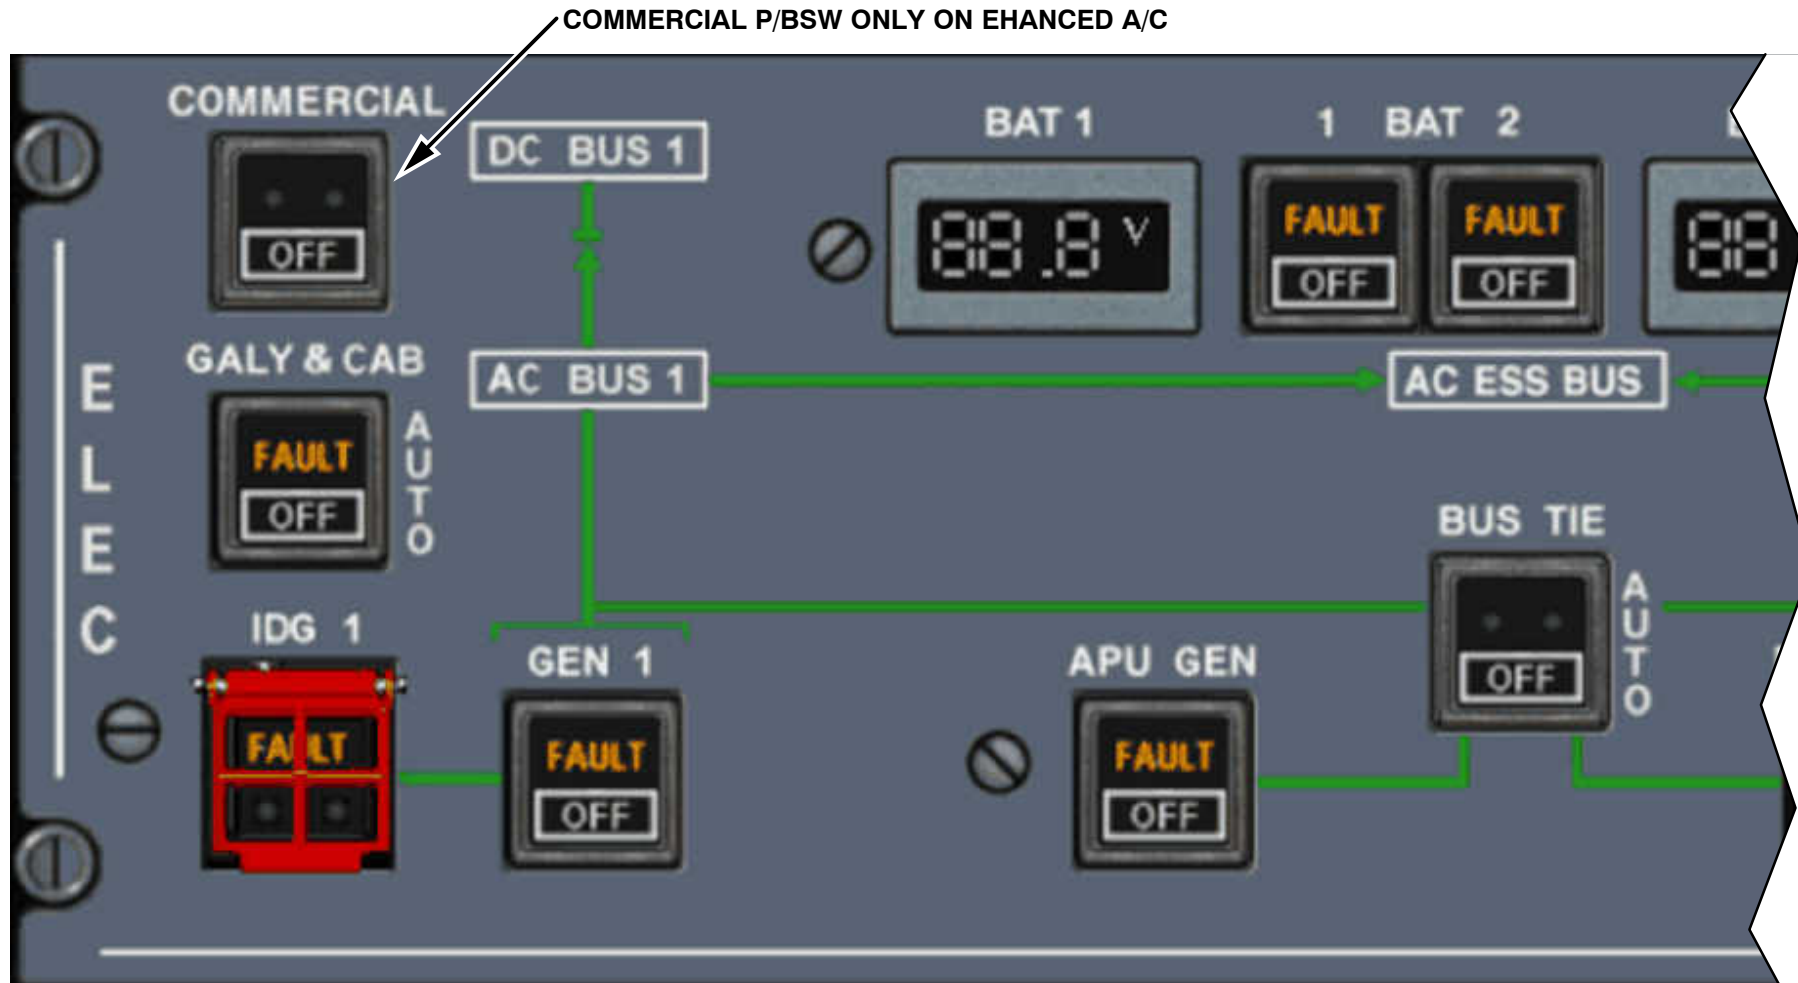 COMMERCIAL P/BSW ONLY ON EHANCED A/C
COMMERCIAL
OFF
DC BUS 1
BAT 1
88.8 V
1 BAT 2
FAULT
OFF
FAULT
OFF
88
GALY & CAB
FAULT
OFF
AUTO
AC BUS 1
AC ESS BUS
ELEC
BUS TIE
OFF
AUTO
IDG 1
FAULT
GEN 1
FAULT
OFF
APU GEN
FAULT
OFF